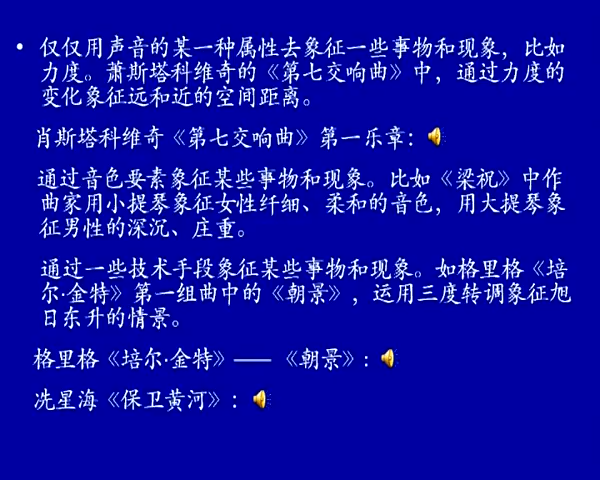 • 仅仅用声音的某一种属性去象征一些事物和现象，比如
力度。萧斯塔科维奇的《第七交响曲》中，通过力度的
变化象征远和近的空间距离。
肖斯塔科维奇《第七交响曲》第一乐章：
通过音色要素象征某些事物和现象。比如《梁祝》中作
曲家用小提琴象征女性纤细、柔和的音色，用大提琴象
征男性的深沉、庄重。
通过一些技术手段象征某些事物和现象。如格里格《培
尔·金特》第一组曲中的《朝景》，运用三度转调象征旭
日东升的情景。
格里格《培尔·金特》——《朝景》：
冼星海《保卫黄河》：